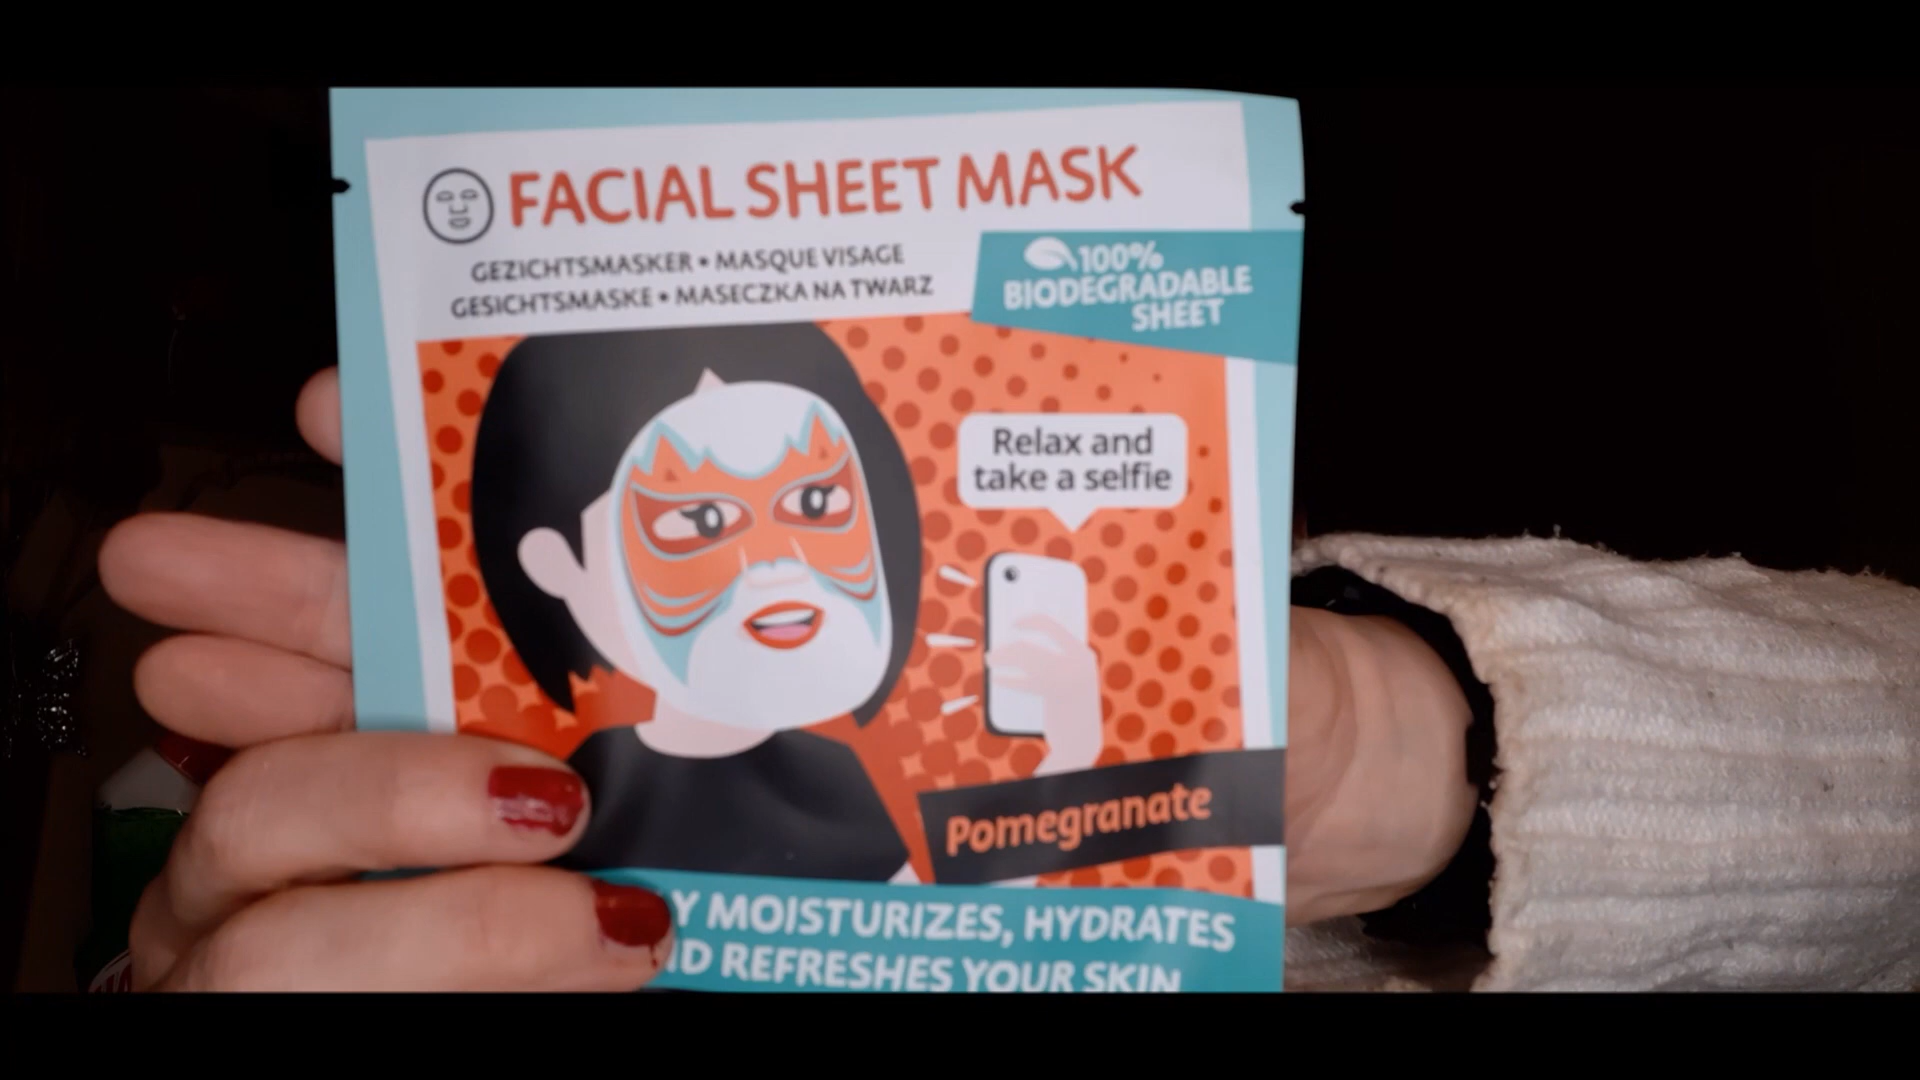 FACIAL SHEET MASK
GEZICHTSMASKER • MASQUE VISAGE
GESICHTSMASKE • MASECZKA NA TWARZ
100%
BIODEGRADABLE
SHEET
Relax and
take a selfie
Pomegranate
MOISTURIZES, HYDRATES
REFRESHES YOUR SKIN